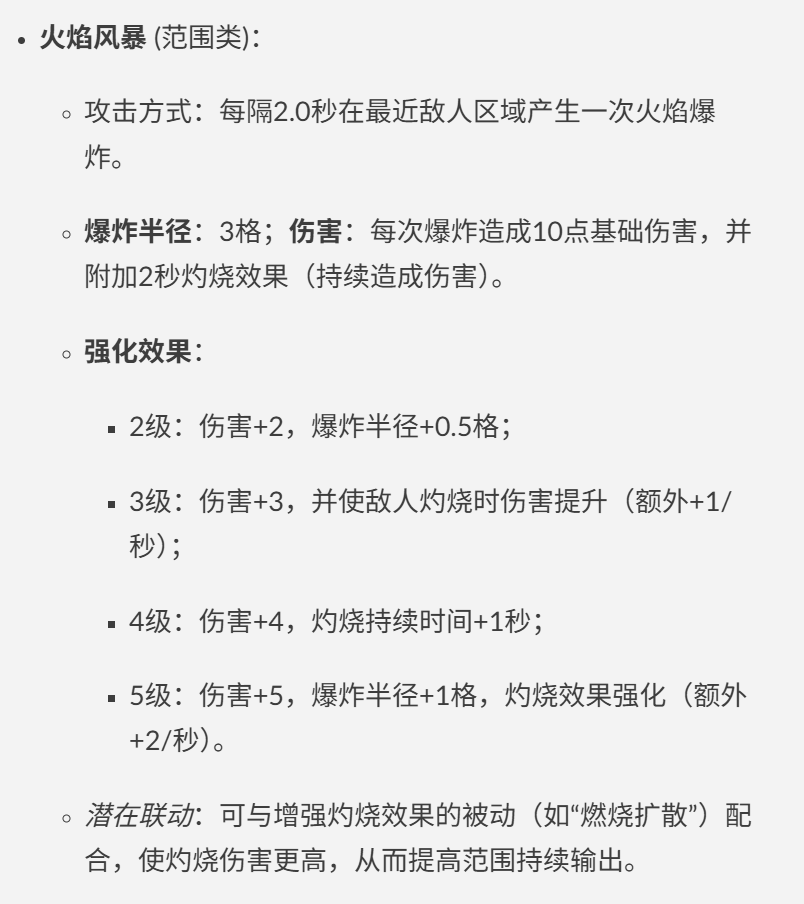 • 火焰风暴 (范围类)：
◦ 攻击方式：每隔2.0秒在最近敌人区域产生一次火焰爆
炸。
◦ 爆炸半径：3格；伤害：每次爆炸造成10点基础伤害，并
附加2秒灼烧效果（持续造成伤害）。
◦ 强化效果：
▪ 2级：伤害+2，爆炸半径+0.5格；
▪ 3级：伤害+3，并使敌人灼烧时伤害提升（额外+1/
秒）；
▪ 4级：伤害+4，灼烧持续时间+1秒；
▪ 5级：伤害+5，爆炸半径+1格，灼烧效果强化（额外
+2/秒）。
◦ 潜在联动：可与增强灼烧效果的被动（如“燃烧扩散”）配
合，使灼烧伤害更高，从而提高范围持续输出。